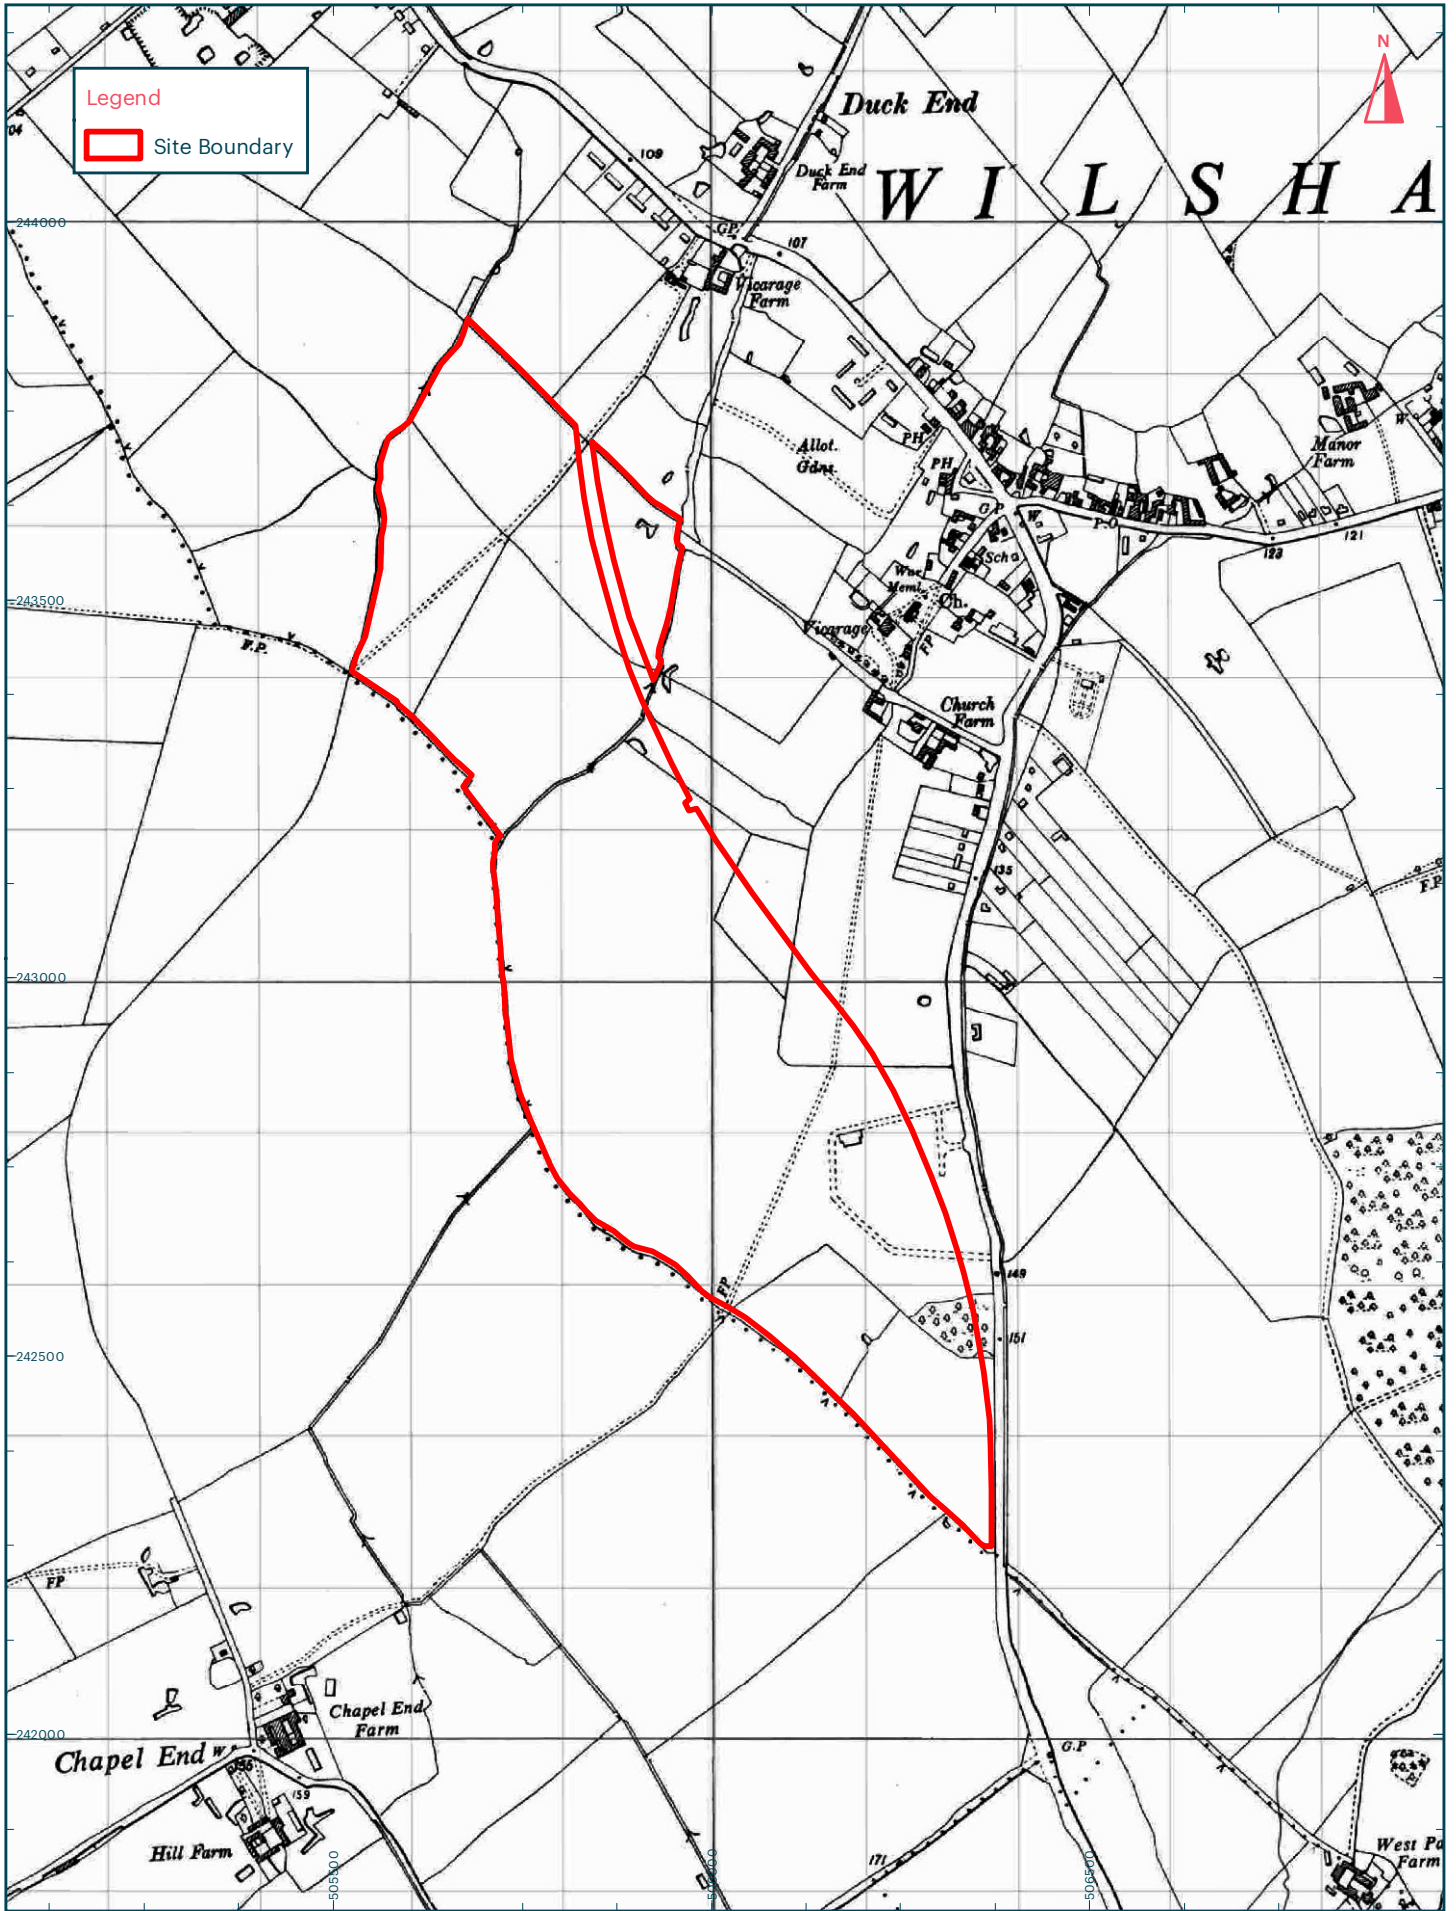 N
Legend
Site Boundary
04
Duck End
109
Duck End
Farm
W I L S H A
244000
GP.
107
Vicarage
Farm
Allot.
Gdns.
PH
PH
Manor
Farm
W
G.P.
W
P.O
121
123
Sch
War
Meml.
Ch.
243500
F.P.
Vicarage
F.P
Church
Farm
135
F.P
243000
149
FP
151
242500
FP
Chapel End
Farm
242000
Chapel End
W
G.P
159
Hill Farm
171
West Pa
Farm
505500
506500